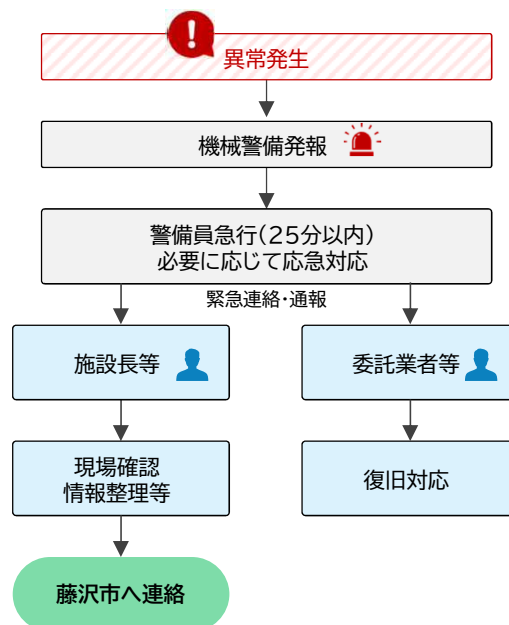 異常発生
機械警備発報
警備員急行(25分以内)
必要に応じて応急対応
緊急連絡・通報
施設長等
委託業者等
現場確認
情報整理等
復旧対応
藤沢市へ連絡